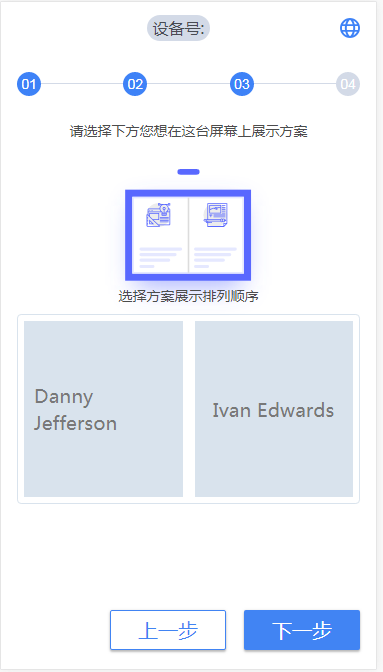 设备号:
01 02 03 04
请选择下方您想在这台屏幕上展示方案
选择方案展示排列顺序
Danny
Jefferson
Ivan Edwards
上一步 下一步